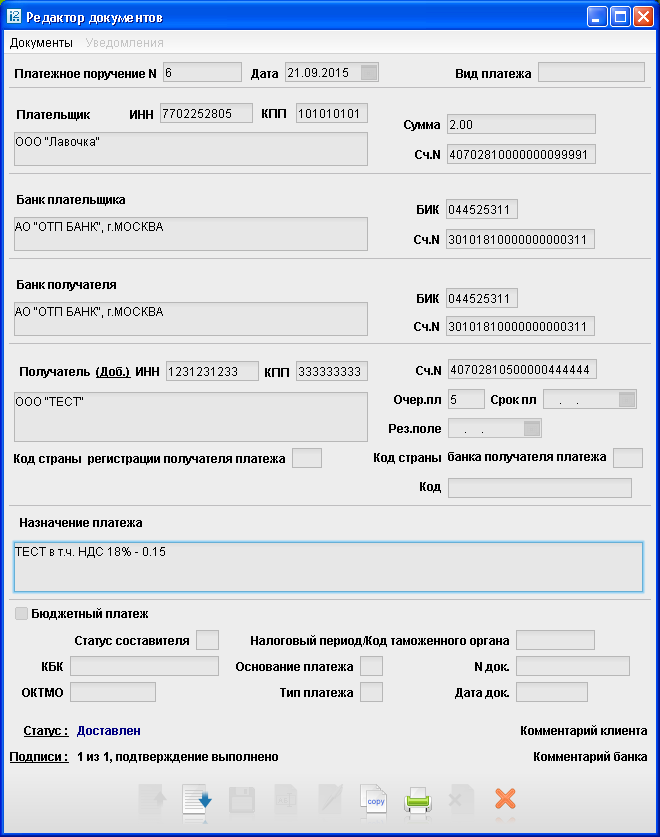 Редактор документов
Документы Уведомления
Платежное поручение N 6 Дата 21.09.2015 Вид платежа
Плательщик ИНН 7702252805 КПП 101010101
Сумма 2.00
ООО "Лавочка"
Сч.N 40702810000000099991
Банк плательщика
БИК 044525311
АО "ОТП БАНК", г.МОСКВА
Сч.N 30101810000000000311
Банк получателя
БИК 044525311
АО "ОТП БАНК", г.МОСКВА
Сч.N 30101810000000000311
Получатель (Доб.) ИНН 1231231233 КПП 333333333 Сч.N 40702810500000444444
ООО "ТЕСТ"
Очер.пл 5 Срок пл . .
Рез.поле . .
Код страны регистрации получателя платежа Код страны банка получателя платежа
Код
Назначение платежа
ТЕСТ в т.ч. НДС 18% - 0.15
Бюджетный платеж
Статус составителя Налоговый период/Код таможенного органа
КБК Основание платежа N док.
ОКТМО Тип платежа Дата док.
Статус : Доставлен Комментарий клиента
Подписи : 1 из 1, подтверждение выполнено Комментарий банка
copy